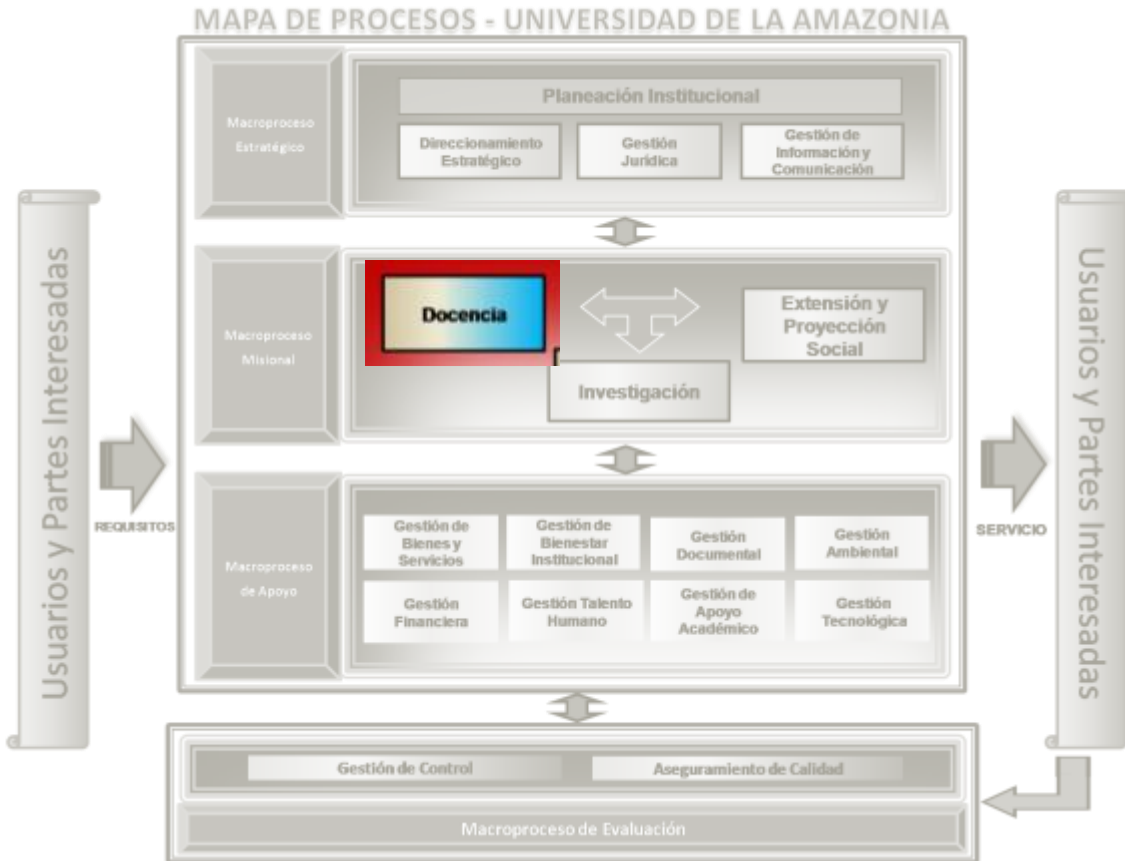 MAPA DE PROCESOS - UNIVERSIDAD DE LA AMAZONIA
Usuarios y Partes Interesadas
REQUISITOS
Macroproceso
Estratégico
Planeación Institucional
Direccionamiento
Estratégico
Gestión
Jurídica
Gestión de
Información y
Comunicación
Macroproceso
Misional
Docencia
Extensión y
Proyección
Social
Investigación
Macroproceso
de Apoyo
Gestión de
Bienes y
Servicios
Gestión de
Bienestar
Institucional
Gestión
Documental
Gestión
Ambiental
Gestión
Financiera
Gestión Talento
Humano
Gestión de
Apoyo
Académico
Gestión
Tecnológica
SERVICIO
Usuarios y Partes Interesadas
Gestión de Control
Aseguramiento de Calidad
Macroproceso de Evaluación